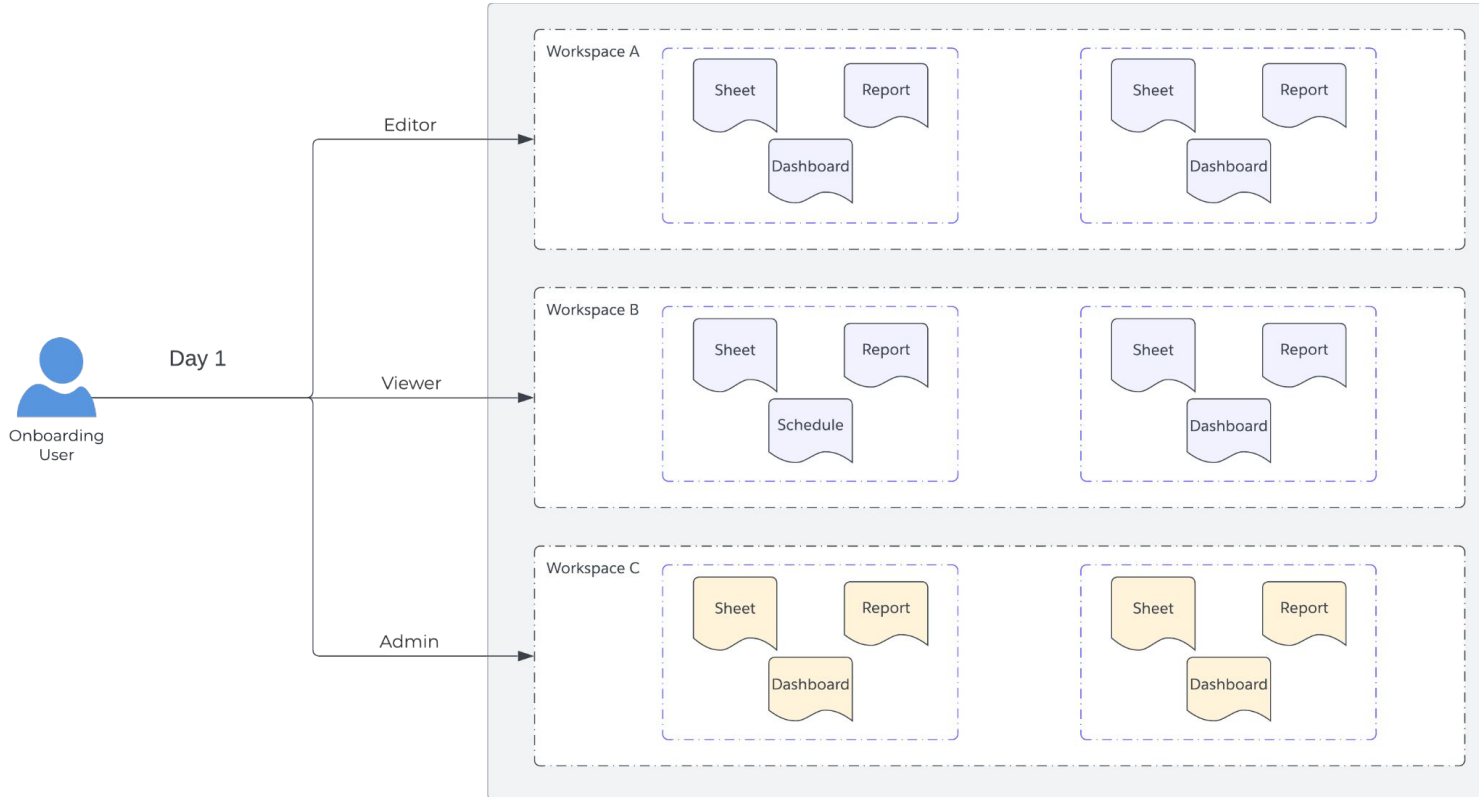 Workspace A
Sheet
Report
Dashboard
Sheet
Report
Dashboard
Editor
Workspace B
Sheet
Report
Schedule
Sheet
Report
Dashboard
Day 1
Viewer
Onboarding
User
Workspace C
Sheet
Report
Dashboard
Sheet
Report
Dashboard
Admin